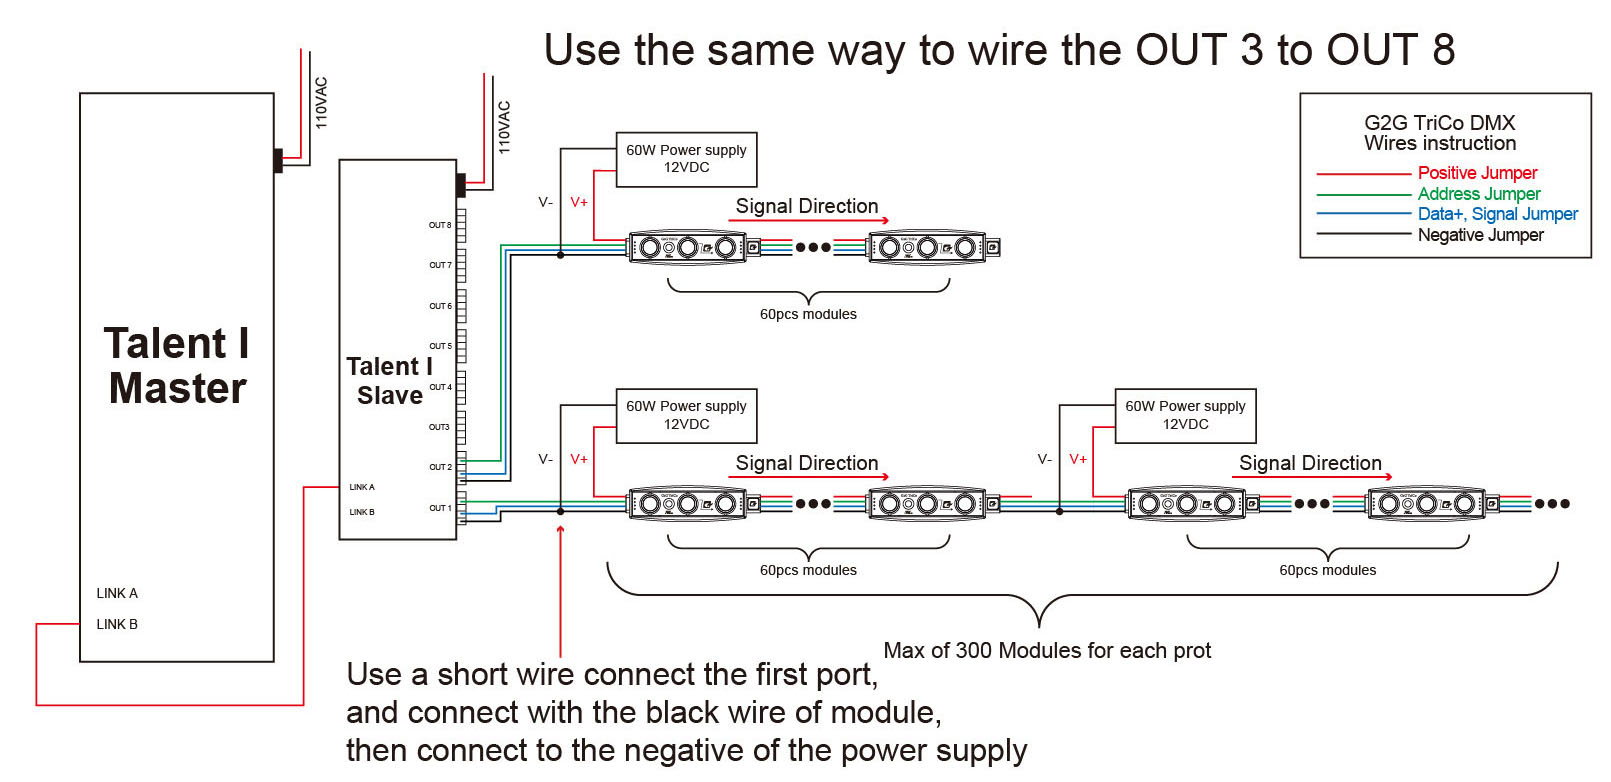 Use the same way to wire the OUT 3 to OUT 8
110VAC
110VAC
G2G TriCo DMX
Wires instruction
Positive Jumper
Address Jumper
Data+, Signal Jumper
Negative Jumper
60W Power supply
12VDC
V-
V+
Signal Direction
60pcs modules
Talent I
Master
LINK A
LINK B
Talent I
Slave
OUT 8
OUT 7
OUT 6
OUT 5
OUT 4
OUT3
OUT 2
OUT 1
LINK A
LINK B
60W Power supply
12VDC
V-
V+
Signal Direction
60pcs modules
60W Power supply
12VDC
V-
V+
Signal Direction
60pcs modules
Max of 300 Modules for each prot
Use a short wire connect the first port,
and connect with the black wire of module,
then connect to the negative of the power supply